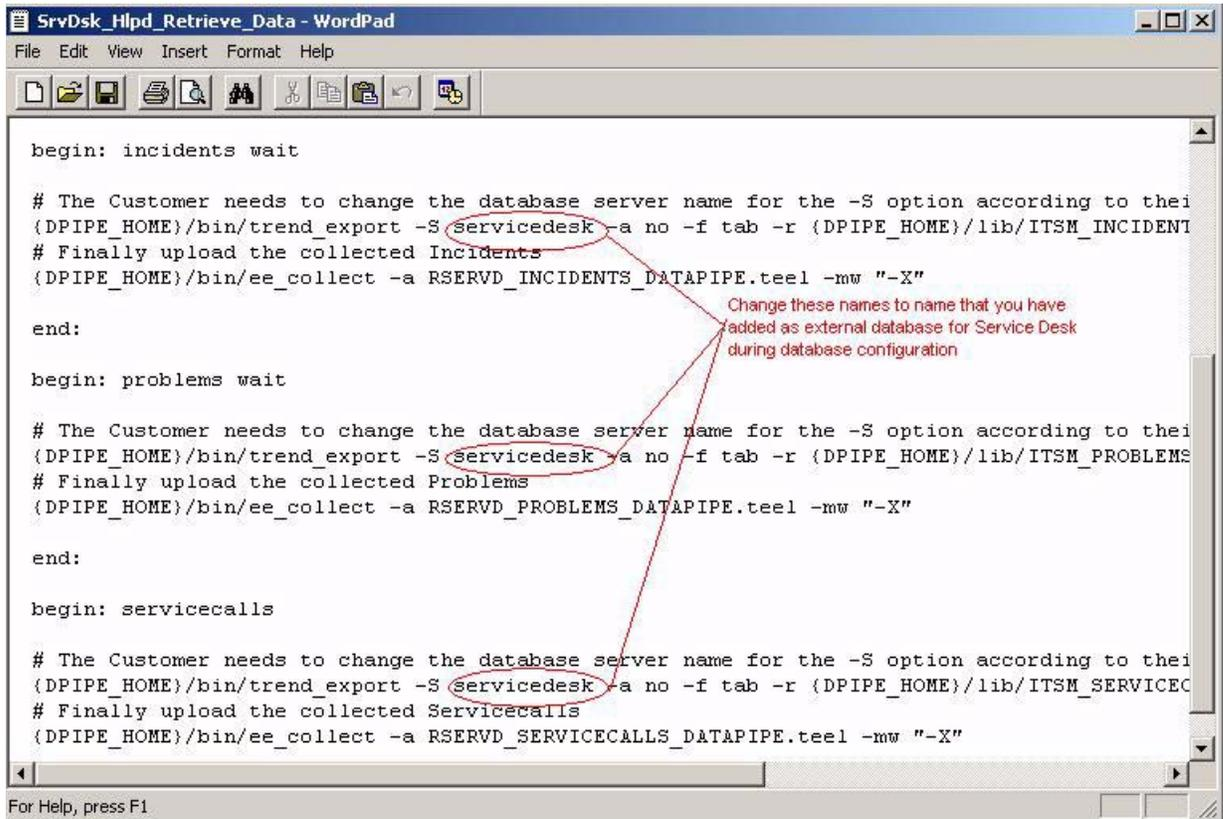 SrvDsk_Hlpd_Retrieve_Data - WordPad
File Edit View Insert Format Help
begin: incidents wait
# The Customer needs to change the database server name for the -S option according to thei
{DPIPE_HOME}/bin/trend_export -S servicedesk -a no -f tab -r {DPIPE_HOME}/lib/ITSM_INCIDENT
# Finally upload the collected Incidents
{DPIPE_HOME}/bin/ee_collect -a RSERVD_INCIDENTS_DATAPIPE.teel -mw "-X"
Change these names to name that you have
added as external database for Service Desk
during database configuration
end:
begin: problems wait
# The Customer needs to change the database server name for the -S option according to thei
{DPIPE_HOME}/bin/trend_export -S servicedesk -a no -f tab -r {DPIPE_HOME}/lib/ITSM_PROBLEMS
# Finally upload the collected Problems
{DPIPE_HOME}/bin/ee_collect -a RSERVD_PROBLEMS_DATAPIPE.teel -mw "-X"
end:
begin: servicecalls
# The Customer needs to change the database server name for the -S option according to thei
{DPIPE_HOME}/bin/trend_export -S servicedesk -a no -f tab -r {DPIPE_HOME}/lib/ITSM_SERVICEC
# Finally upload the collected Servicecalls
{DPIPE_HOME}/bin/ee_collect -a RSERVD_SERVICECALLS_DATAPIPE.teel -mw "-X"
For Help, press F1